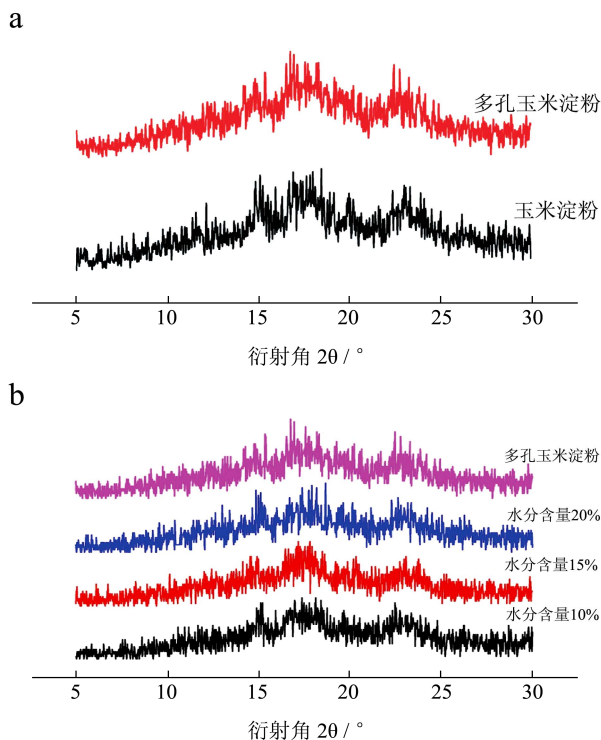 a
多孔玉米淀粉
玉米淀粉
5 10 15 20 25 30
衍射角 2θ / °
b
多孔玉米淀粉
水分含量20%
水分含量15%
水分含量10%
5 10 15 20 25 30
衍射角 2θ / °